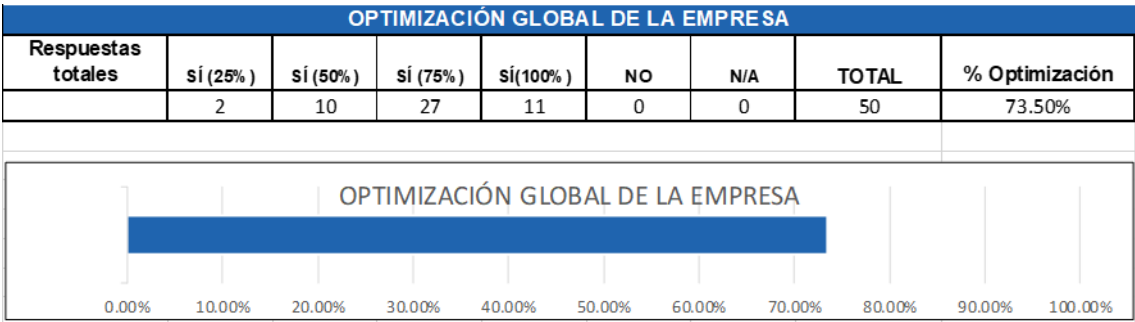 OPTIMIZACIÓN GLOBAL DE LA EMPRESA
Respuestas totales SÍ (25%) SÍ (50%) SÍ (75%) SÍ(100%) NO N/A TOTAL % Optimización
2 10 27 11 0 0 50 73.50%
OPTIMIZACIÓN GLOBAL DE LA EMPRESA
0.00% 10.00% 20.00% 30.00% 40.00% 50.00% 60.00% 70.00% 80.00% 90.00% 100.00%